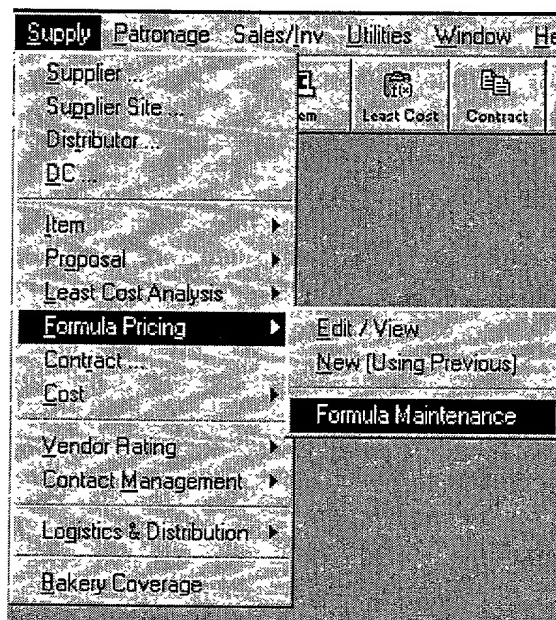 Supply Patronage Sales/Inv Utilities Window He
Supplier ...
Supplier Site ...
Distributor ...
DC ...
em Least Cost Contract
Item
Proposal
Least Cost Analysis
Formula Pricing
Edit / View
New (Using Previous)
Formula Maintenance
Contract ...
Cost
Vendor Rating
Contact Management
Logistics & Distribution
Bakery Coverage